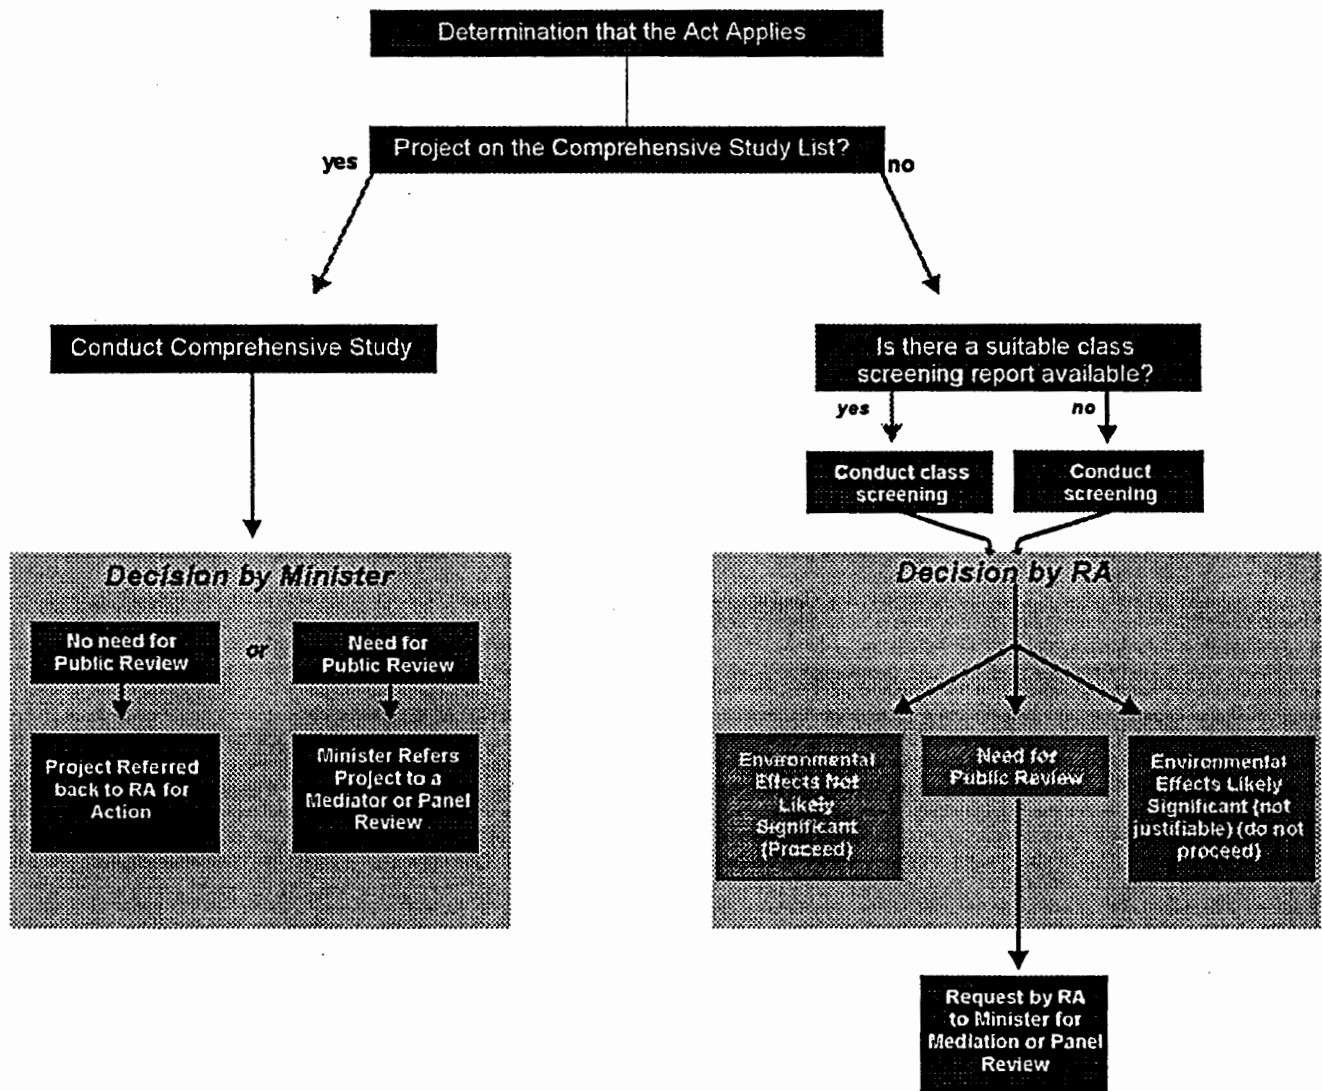 Determination that the Act Applies
Project on the Comprehensive Study List?
yes
no
Conduct Comprehensive Study
Is there a suitable class
screening report available?
yes
no
Conduct class
screening
Conduct
screening
Decision by Minister
No need for
Public Review
or
Need for
Public Review
Project Referred
back to RA for
Action
Minister Refers
Project to a
Mediator or Panel
Review
Decision by RA
Environmental
Effects Not
Likely
Significant
(Proceed)
Need for
Public Review
Environmental
Effects Likely
Significant (not
justifiable) (do not
proceed)
Request by RA
to Minister for
Mediation or Panel
Review